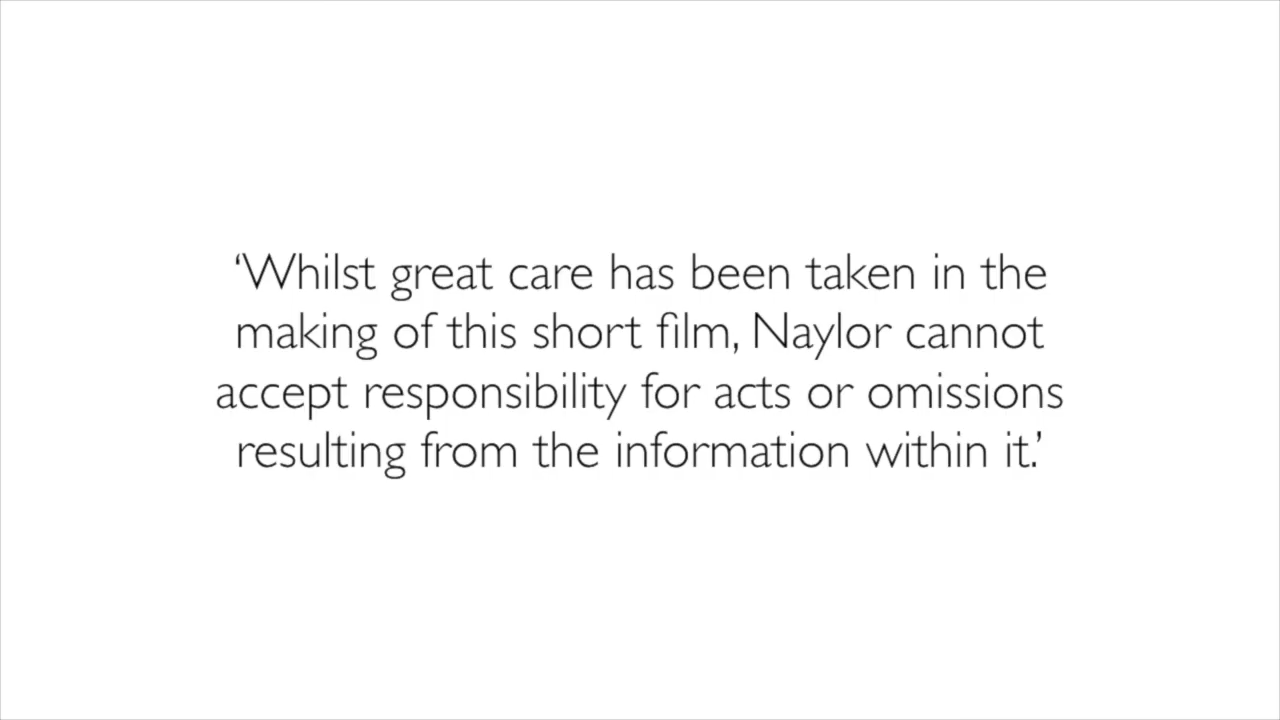 ‘Whilst great care has been taken in the
making of this short film, Naylor cannot
accept responsibility for acts or omissions
resulting from the information within it.’